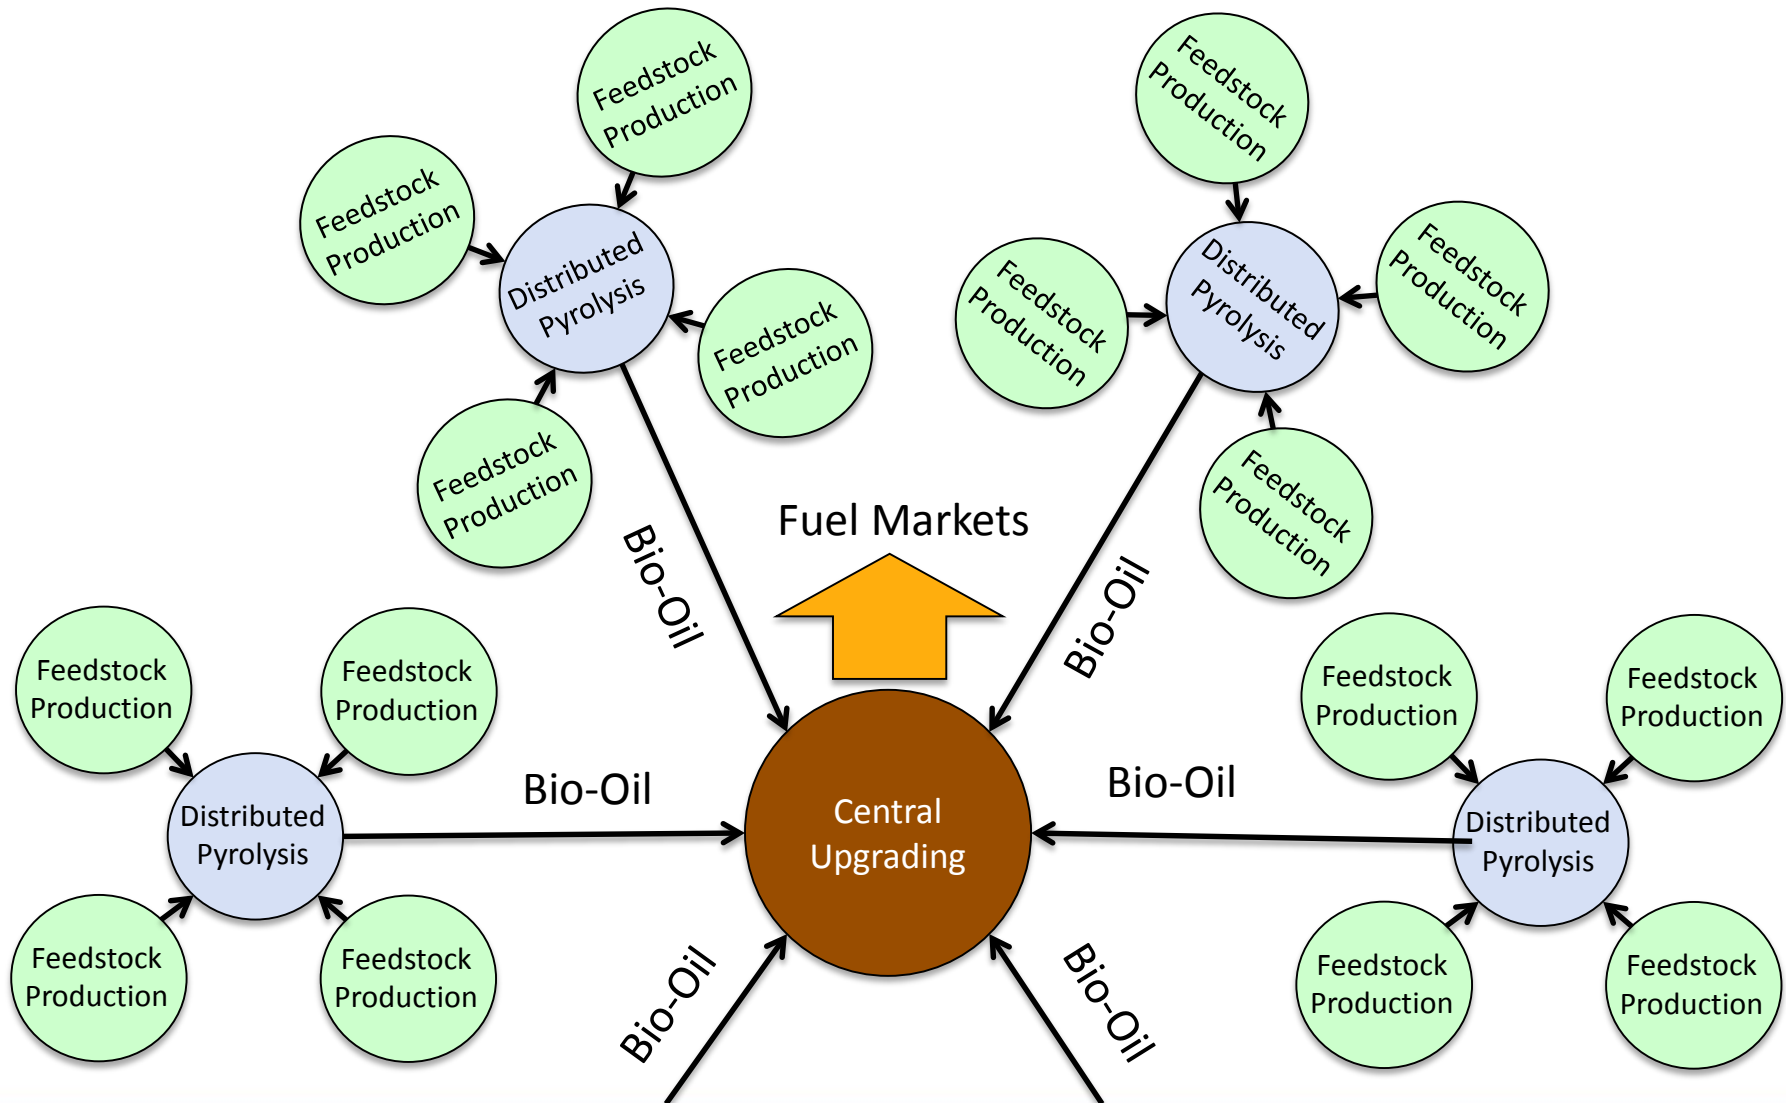 Feedstock
Production
Feedstock
Production
Feedstock
Production
Distributed
Pyrolysis
Feedstock
Production
Feedstock
Production
Distributed
Pyrolysis
Feedstock
Production
Feedstock
Production
Feedstock
Production
Feedstock
Production
Fuel Markets
Bio-Oil
Bio-Oil
Feedstock
Production
Feedstock
Production
Feedstock
Production
Feedstock
Production
Bio-Oil
Bio-Oil
Distributed
Pyrolysis
Central
Upgrading
Distributed
Pyrolysis
Feedstock
Production
Feedstock
Production
Bio-Oil
Bio-Oil
Feedstock
Production
Feedstock
Production